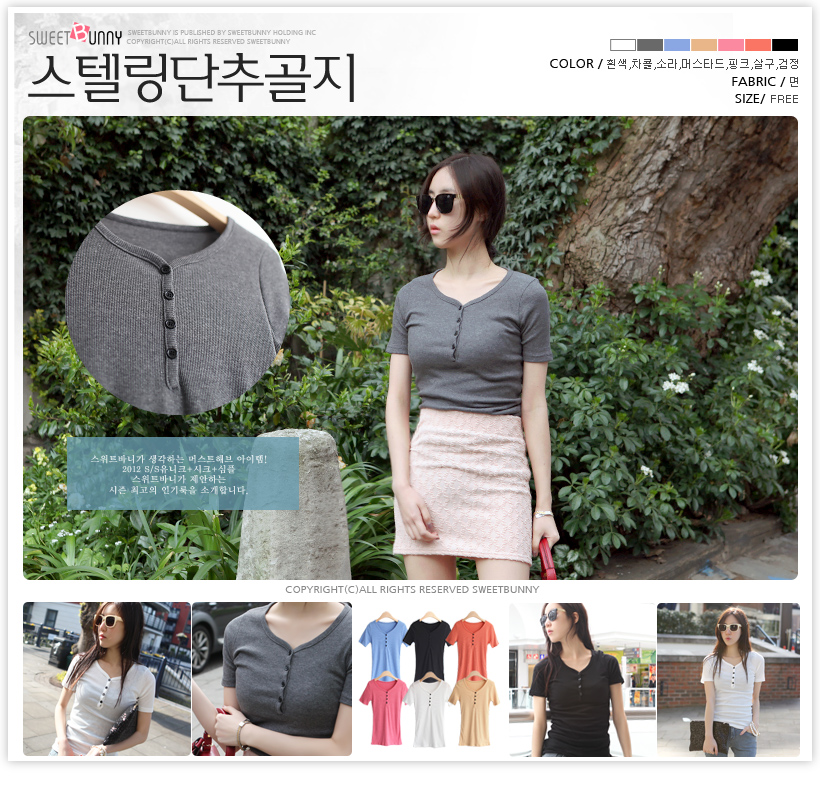 SWEETBUNNY
SWEETBUNNY IS PUBLISHED BY SWEETBUNNY HOLDING INC
COPYRIGHT(C)ALL RIGHTS RESERVED SWEETBUNNY
스텔링단추골지
COLOR / 흰색,차콜,소라,머스타드,핑크,살구,검정
FABRIC / 면
SIZE/ FREE
스위트바니가 생각하는 머스트해브 아이템!
2012 S/S유니크+시크+심플
스위트바니가 제안하는
시즌 최고의 인기룩을 소개합니다.
COPYRIGHT(C)ALL RIGHTS RESERVED SWEETBUNNY